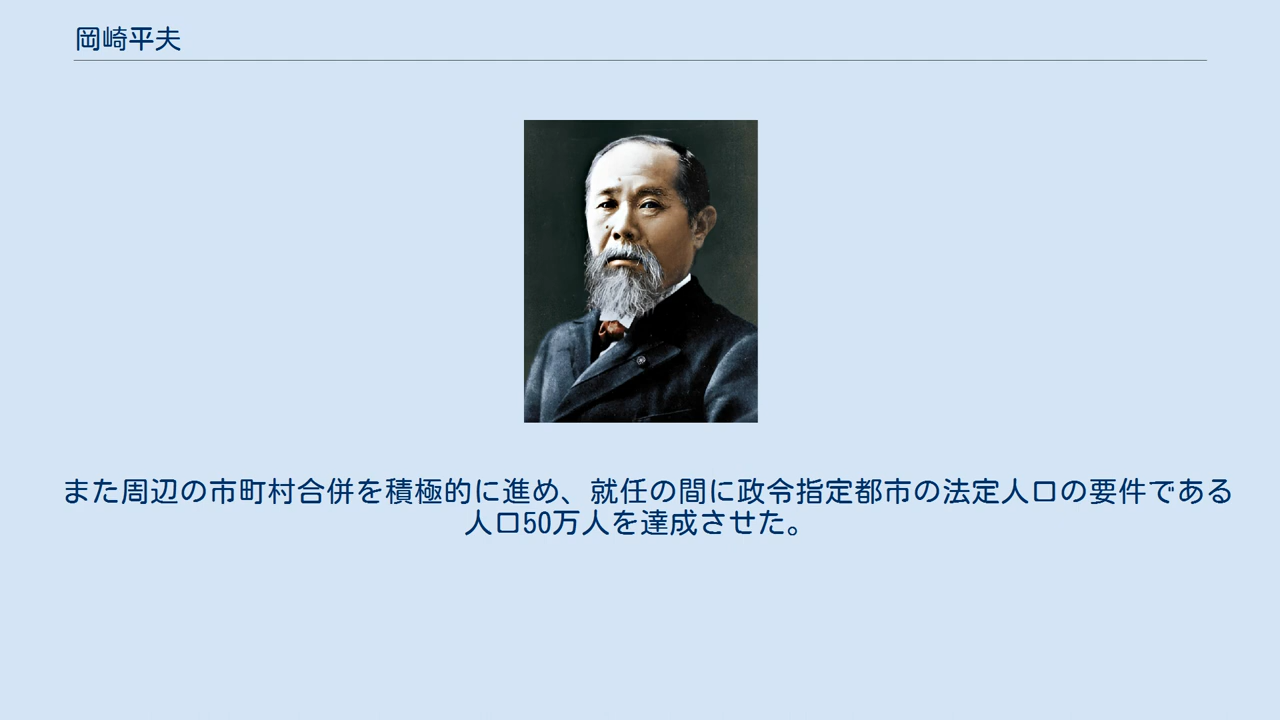 岡崎平夫
また周辺の市町村合併を積極的に進め、就任の間に政令指定都市の法定人口の要件である
人口50万人を達成させた。